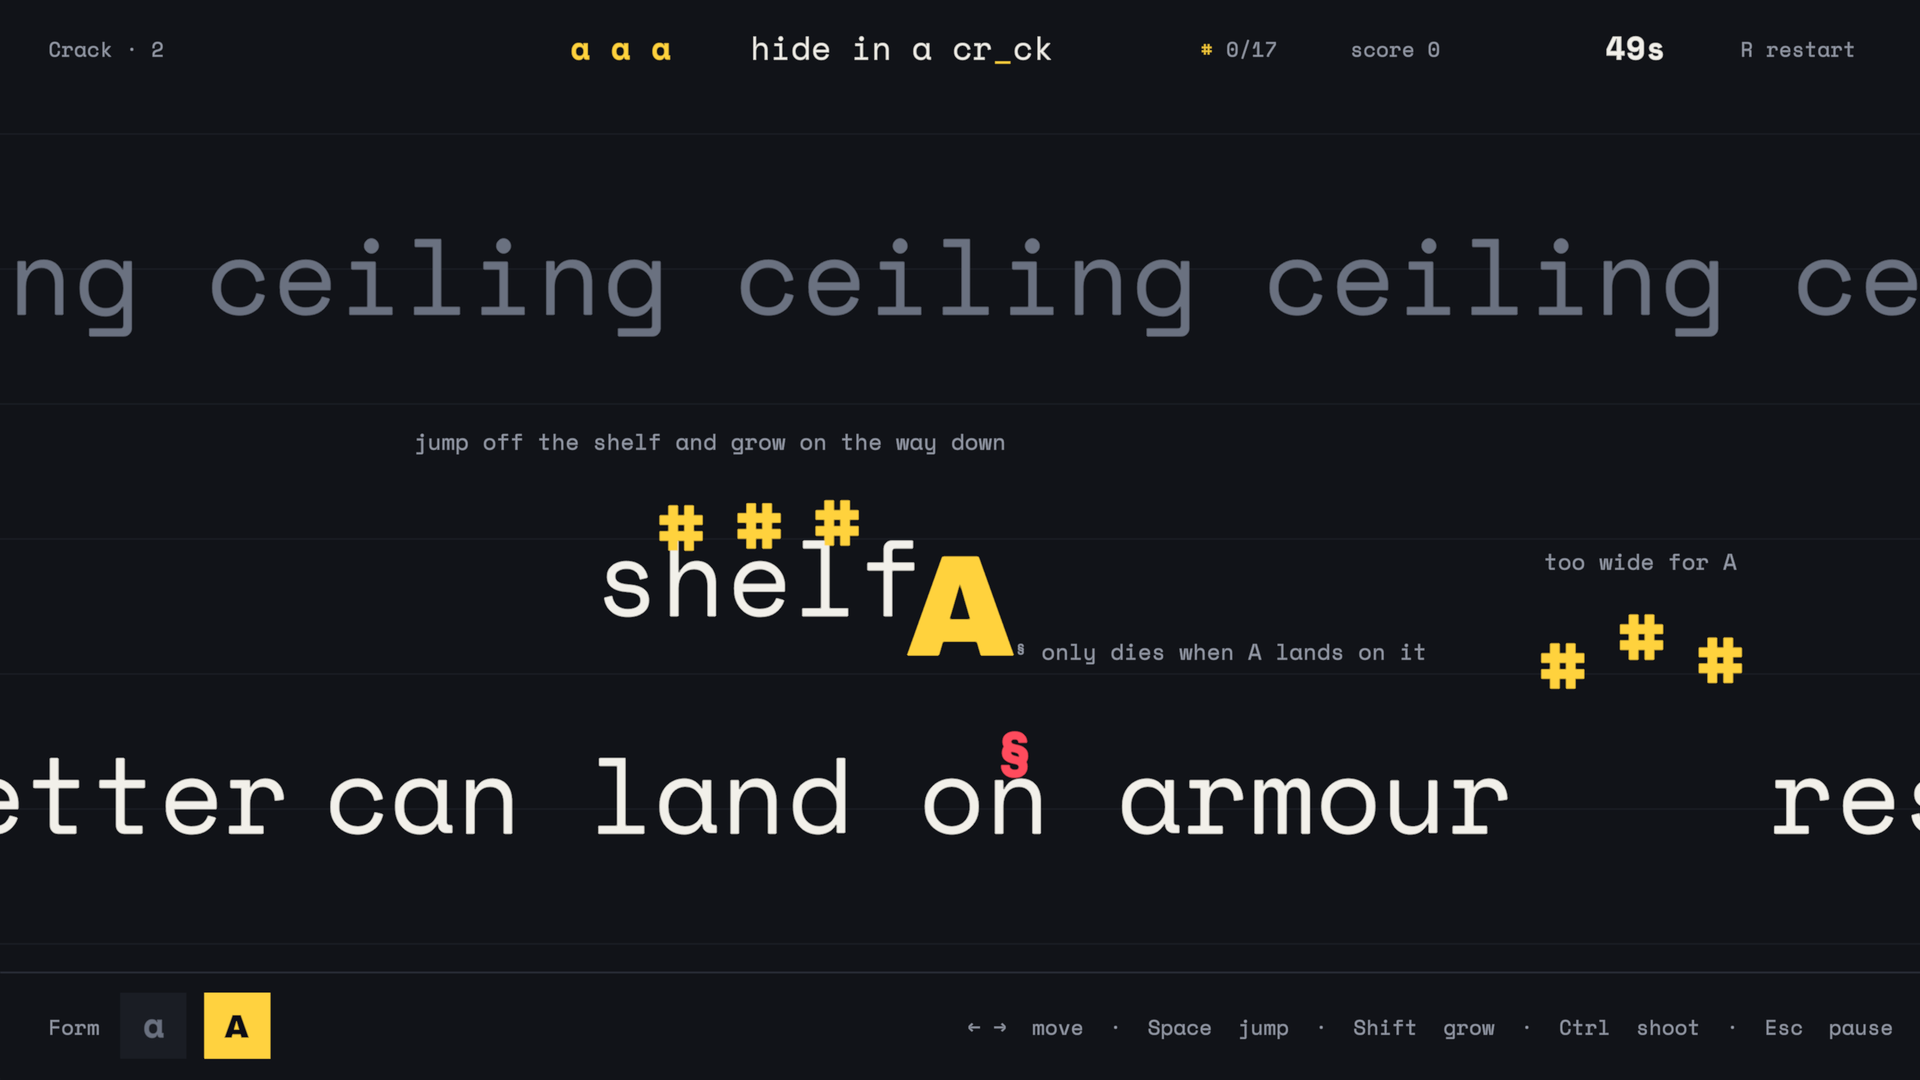 Crack · 2 a a a hide in a cr_ck # 0/17 score 0 49s R restart
ng ceiling ceiling ceiling ce
jump off the shelf and grow on the way down
# # #
shelf
A
too wide for A
§ only dies when A lands on it
# # #
§
etter can land on armour res
Form a A ← → move · Space jump · Shift grow · Ctrl shoot · Esc pause